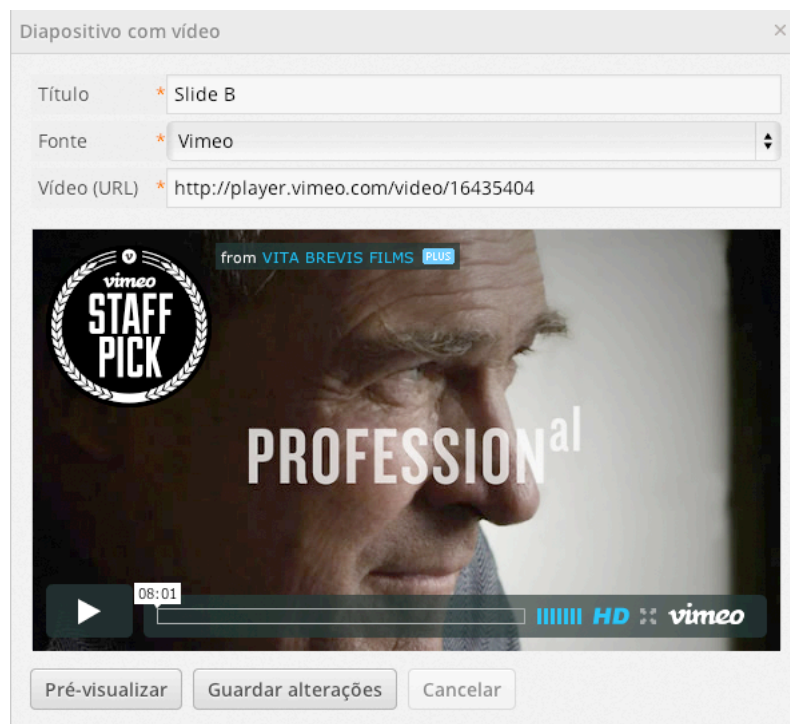 Diapositivo com vídeo ×
Título * Slide B
Fonte * Vimeo
Vídeo (URL) * http://player.vimeo.com/video/16435404
from VITA BREVIS FILMS PLUS
vimeo
STAFF
PICK
PROFESSIONal
08:01
HD vimeo
Pré-visualizar Guardar alterações Cancelar